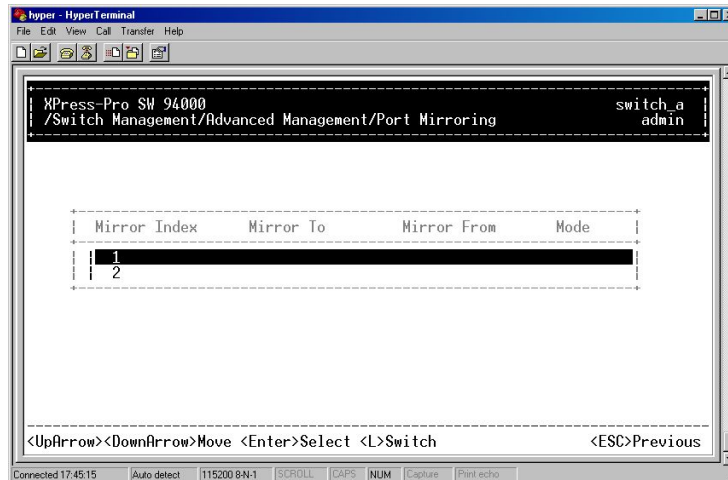 hyper - HyperTerminal
File Edit View Call Transfer Help
XPress-Pro SW 94000 switch_a
/Switch Management/Advanced Management/Port Mirroring admin
Mirror Index Mirror To Mirror From Mode
1
2
<UpArrow><DownArrow>Move <Enter>Select <L>Switch <ESC>Previous
Connected 17:45:15 Auto detect 115200 8-N-1 SCROLL CAPS NUM Capture Print echo